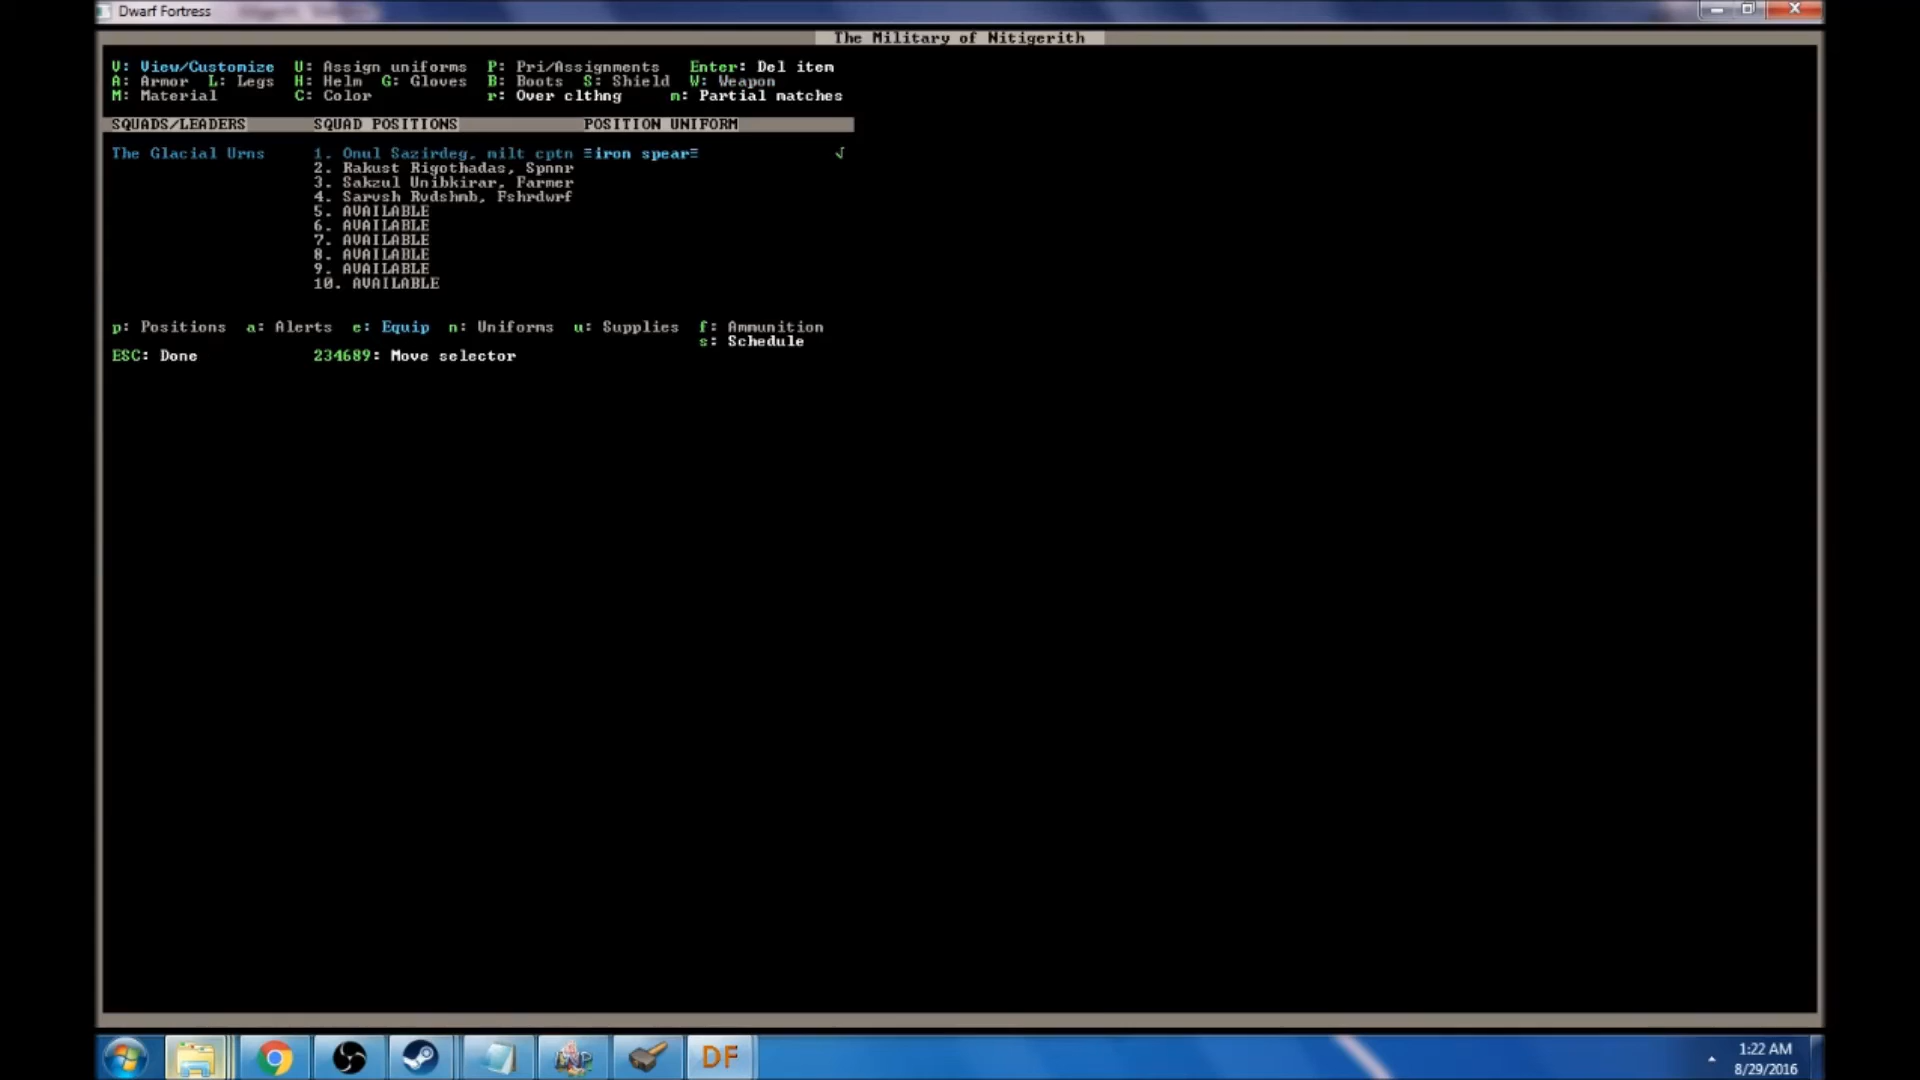 Dwarf Fortress
The Military of Nitigerith
V: View/Customize U: Assign uniforms P: Pri/Assignments Enter: Del item
A: Armor L: Legs H: Helm G: Gloves B: Boots S: Shield W: Weapon
M: Material C: Color r: Over clthng m: Partial matches
SQUADS/LEADERS SQUAD POSITIONS POSITION UNIFORM
The Glacial Urns 1. Onul Sazirdeg, milt cptn ≡iron spear≡ √
2. Rakust Rigothadas, Spnnr
3. Sakzul Unibkirar, Farmer
4. Sarvsh Rvdshmb, Fshrdwrf
5. AVAILABLE
6. AVAILABLE
7. AVAILABLE
8. AVAILABLE
9. AVAILABLE
10. AVAILABLE
p: Positions a: Alerts e: Equip n: Uniforms u: Supplies f: Ammunition
s: Schedule
ESC: Done 234689: Move selector
DF
1:22 AM
8/29/2016